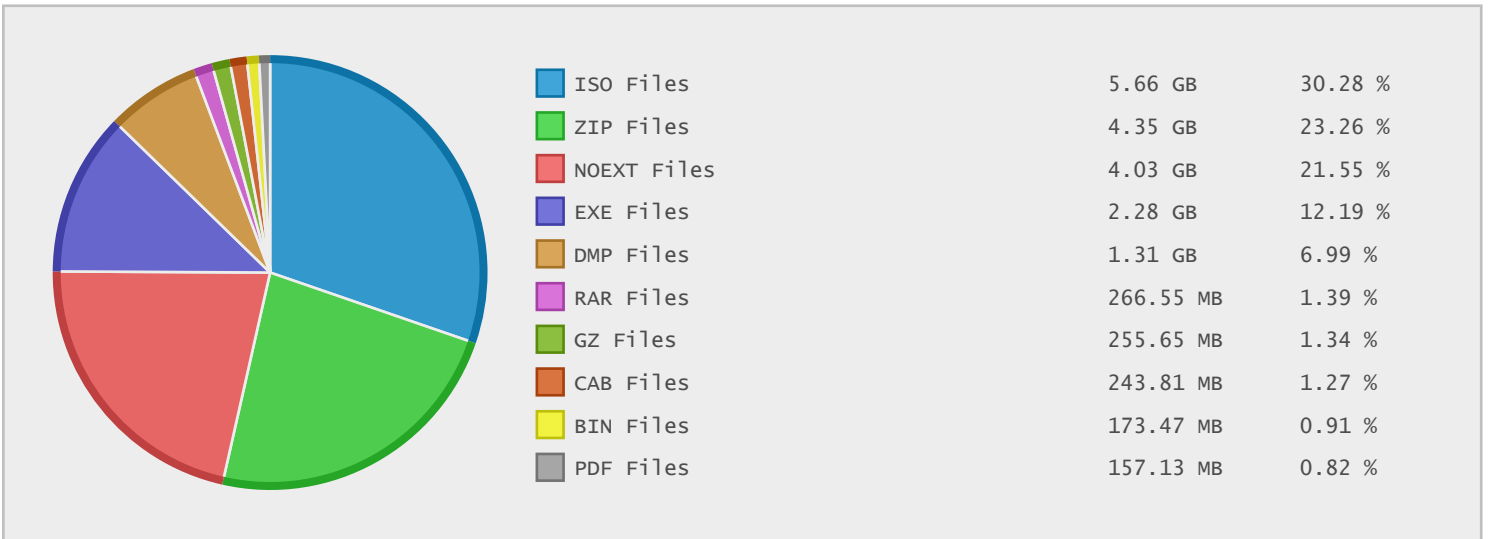 ISO Files 5.66 GB 30.28 %
ZIP Files 4.35 GB 23.26 %
NOEXT Files 4.03 GB 21.55 %
EXE Files 2.28 GB 12.19 %
DMP Files 1.31 GB 6.99 %
RAR Files 266.55 MB 1.39 %
GZ Files 255.65 MB 1.34 %
CAB Files 243.81 MB 1.27 %
BIN Files 173.47 MB 0.91 %
PDF Files 157.13 MB 0.82 %